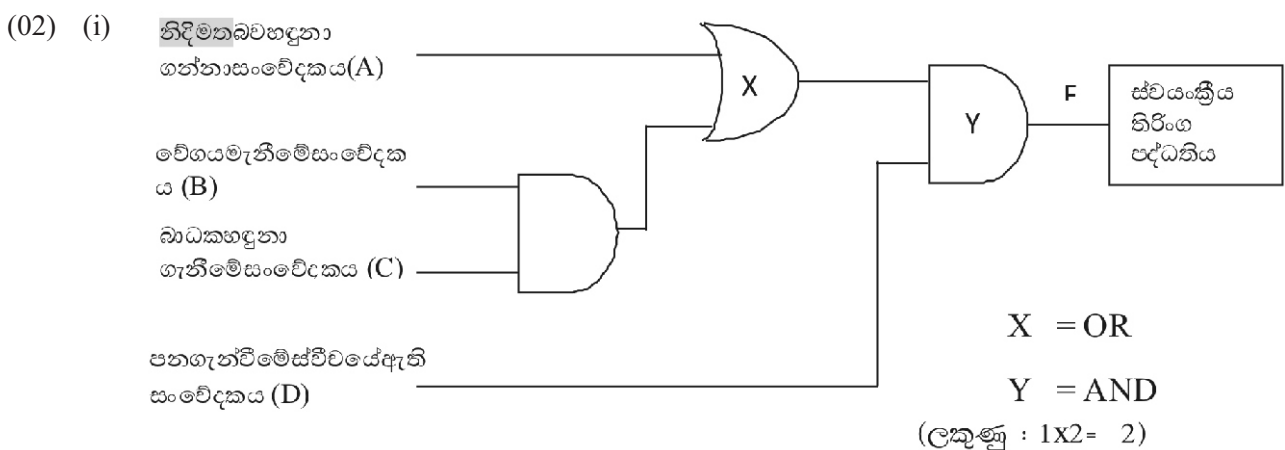 (02) (i) නිදිමතබවහඳුනා
ගන්නාසංවේදකය(A)
X
Y
F
ස්වයංක්‍රීය
තිරිංග
පද්ධතිය
වේගයමැනීමේසංවේදක
ය (B)
බාධකහඳුනා
ගැනීමේසංවේදකය (C)
පනගැන්වීමේස්වීචයේඇති
සංවේදකය (D)
X = OR
Y = AND
(ලකුණු : 1x2= 2)